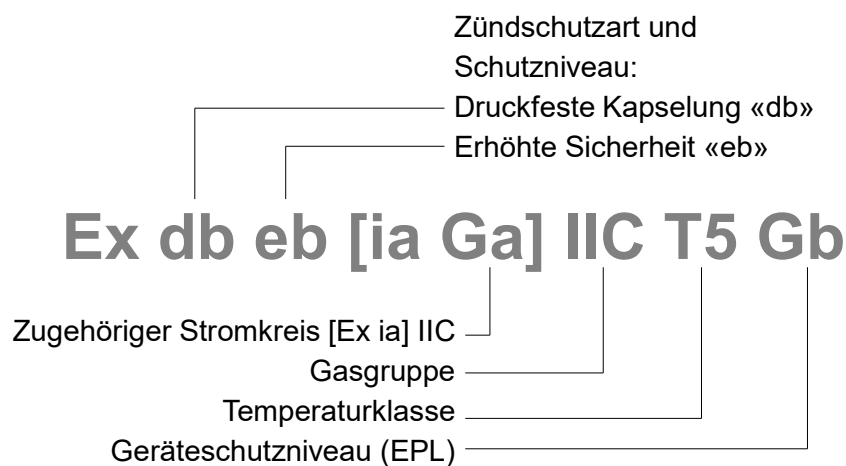 Zündschutzart und
Schutzniveau:
Druckfeste Kapselung «db»
Erhöhte Sicherheit «eb»
Ex db eb [ia Ga] IIC T5 Gb
Zugehöriger Stromkreis [Ex ia] IIC
Gasgruppe
Temperaturklasse
Geräteschutzniveau (EPL)